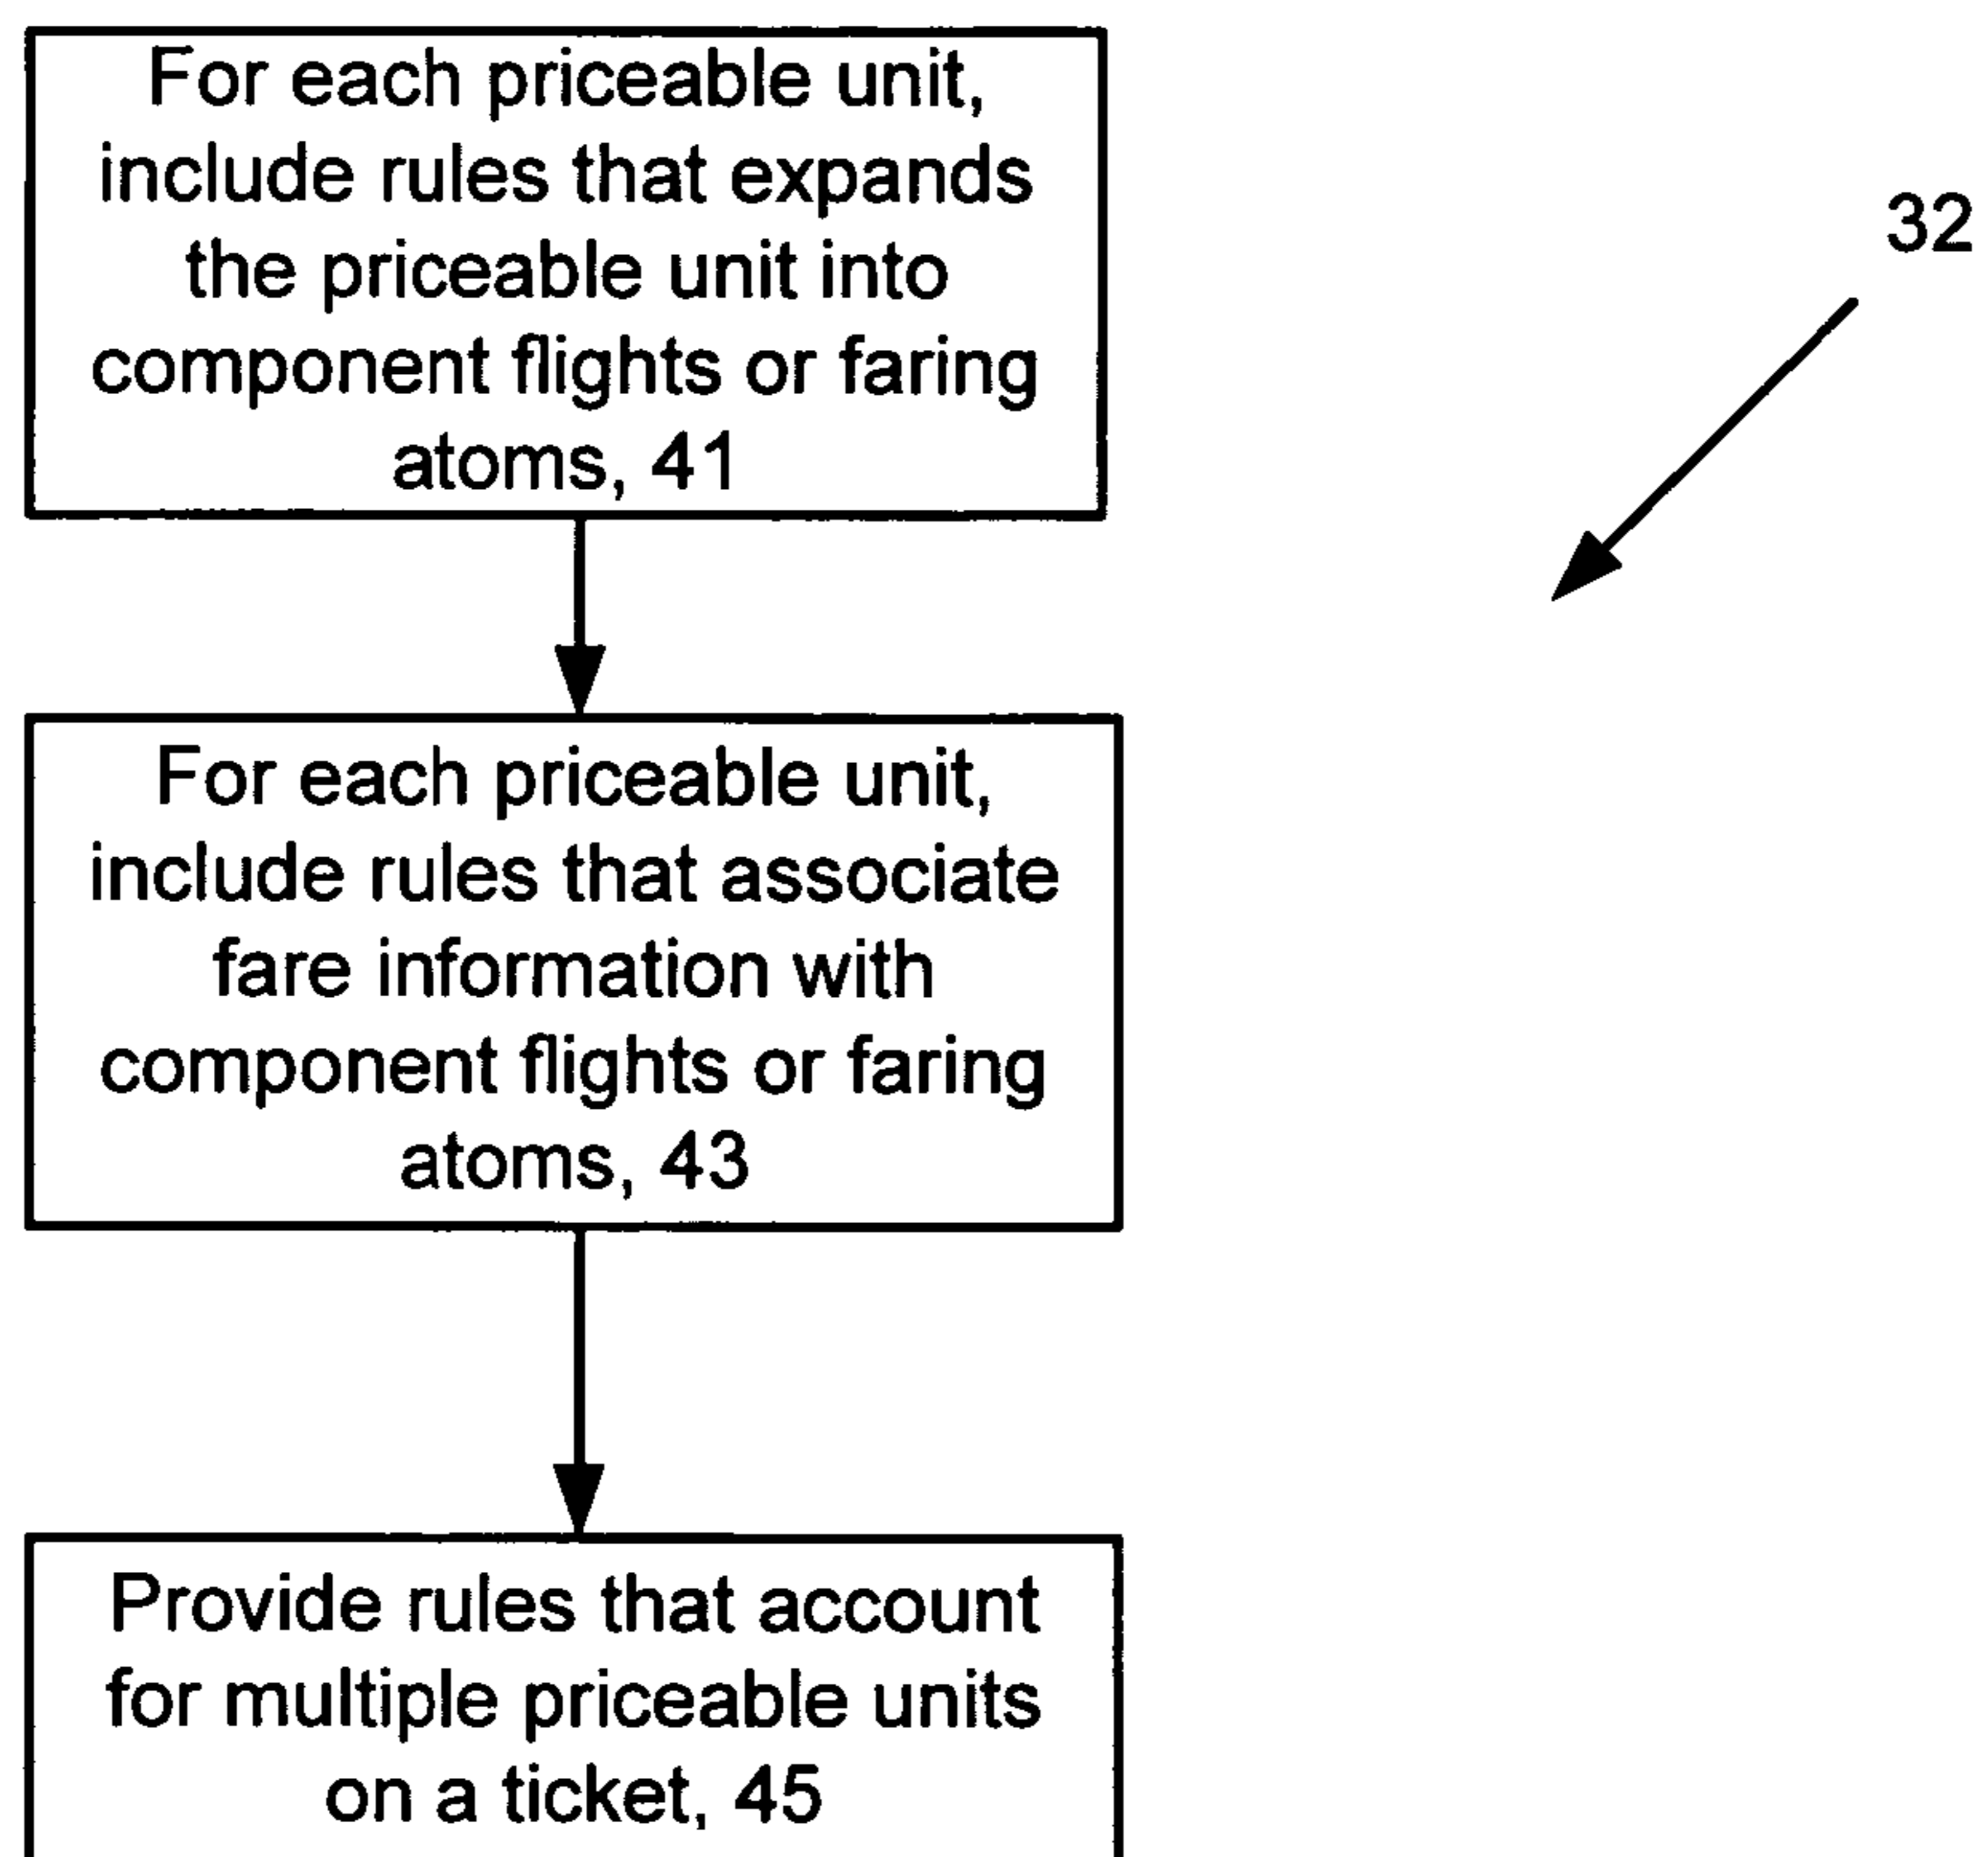 For each priceable unit,
include rules that expands
the priceable unit into
component flights or faring
atoms, 41
32
For each priceable unit,
include rules that associate
fare information with
component flights or faring
atoms, 43
Provide rules that account
for multiple priceable units
on a ticket, 45